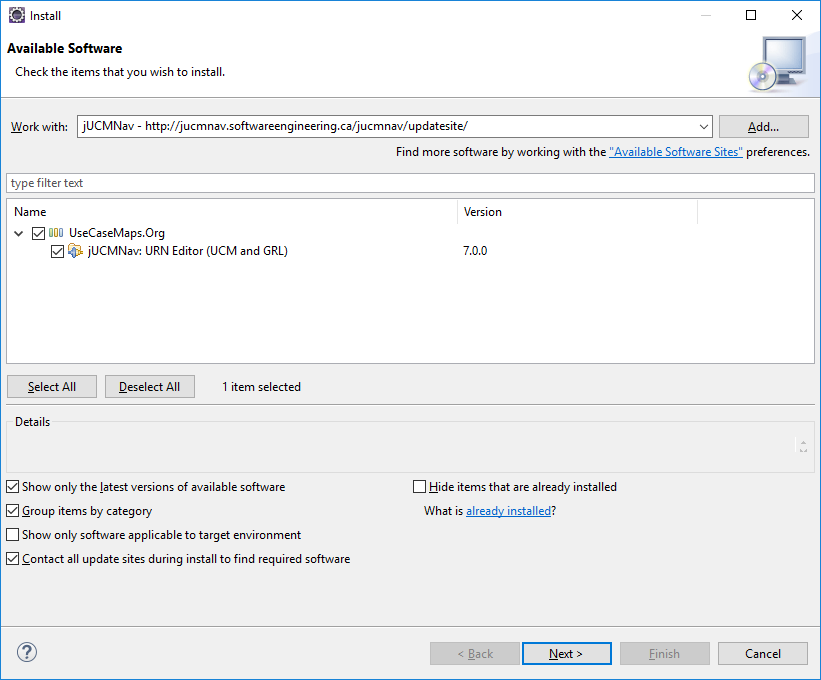 Install
Available Software
Check the items that you wish to install.
Work with: jUCMNav - http://jucmnav.softwareengineering.ca/jucmnav/updatesite/ Add...
Find more software by working with the "Available Software Sites" preferences.
type filter text
Name Version
UseCaseMaps.Org
jUCMNav: URN Editor (UCM and GRL) 7.0.0
Select All Deselect All 1 item selected
Details
Show only the latest versions of available software Hide items that are already installed
Group items by category What is already installed?
Show only software applicable to target environment
Contact all update sites during install to find required software
? < Back Next > Finish Cancel